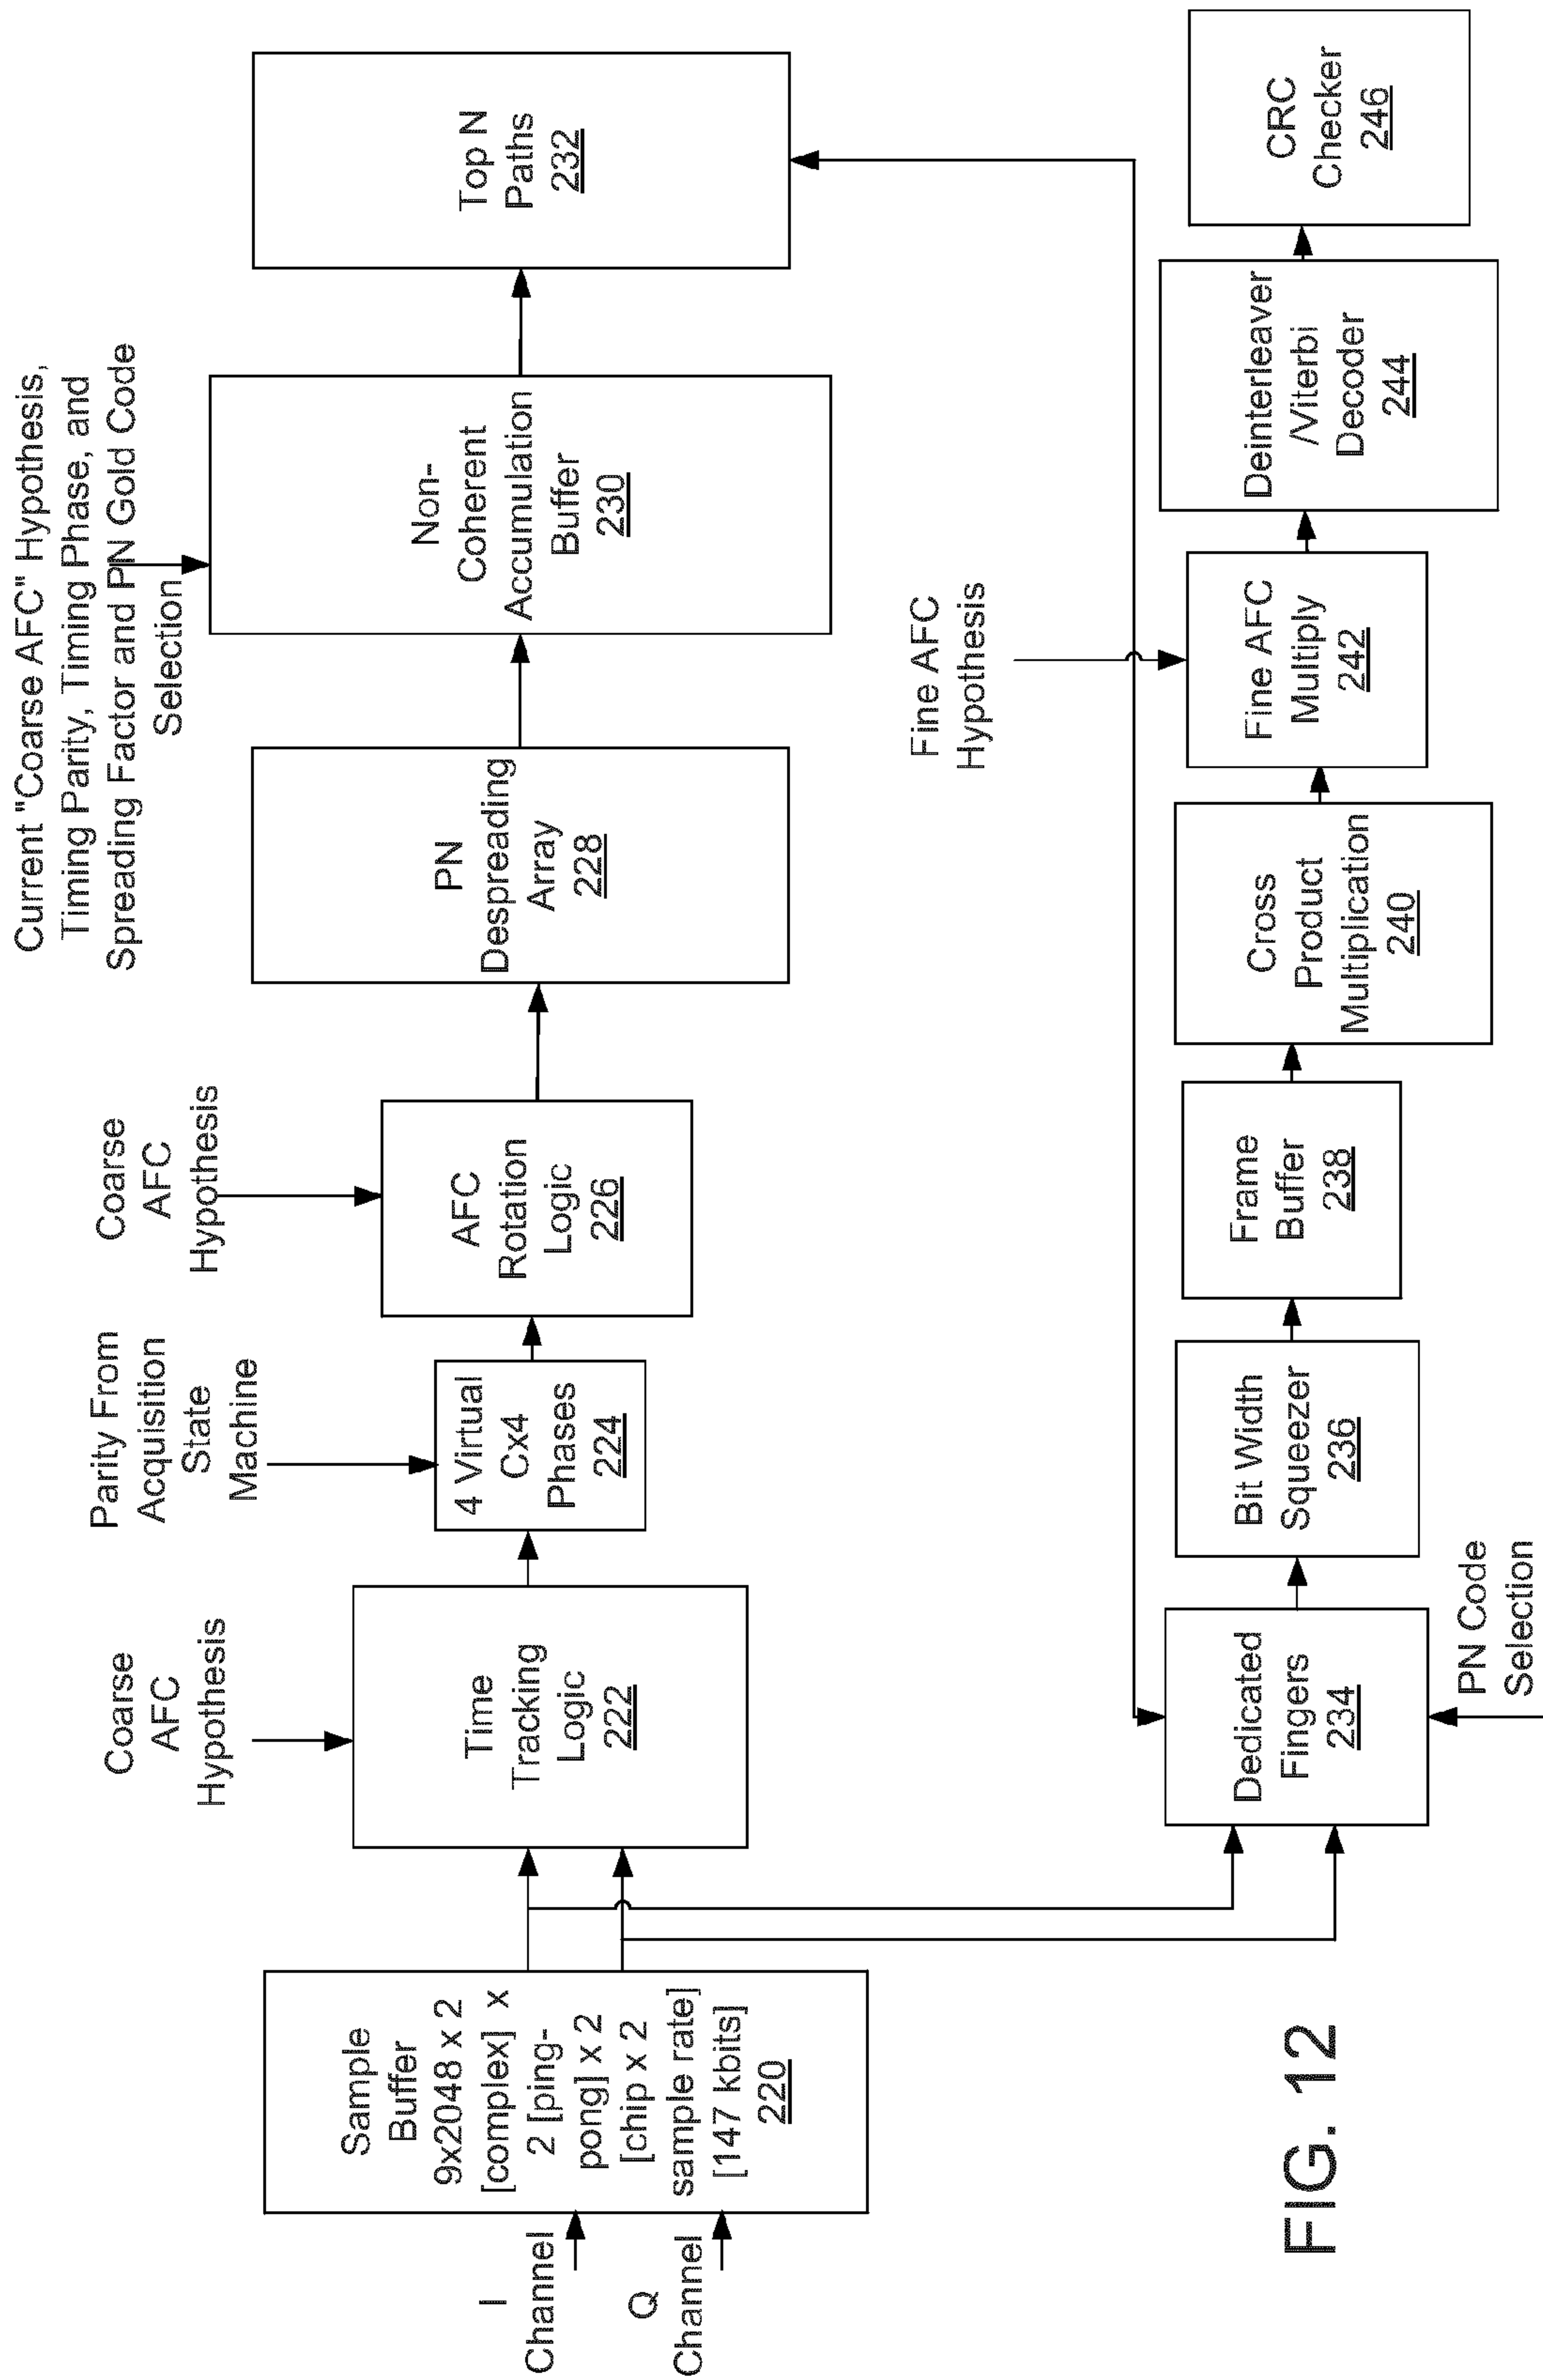 Current "Coarse AFC" Hypothesis,
Timing Parity, Timing Phase, and
Spreading Factor and PN Gold Code
Selection
Coarse
AFC
Hypothesis
Parity From
Acquisition
State
Machine
Coarse
AFC
Hypothesis
I
Channel
Q
Channel
Sample
Buffer
9x2048 x 2
[complex] x
2 [ping-
pong] x 2
[chip x 2
sample rate]
[147 kbits]
220
Time
Tracking
Logic
222
4 Virtual
Cx4
Phases
224
AFC
Rotation
Logic
226
PN
Despreading
Array
228
Non-
Coherent
Accumulation
Buffer
230
Top N
Paths
232
Fine AFC
Hypothesis
Dedicated
Fingers
234
PN Code
Selection
Bit Width
Squeezer
236
Frame
Buffer
238
Cross
Product
Multiplication
240
Fine AFC
Multiply
242
Deinterleaver
/Viterbi
Decoder
244
CRC
Checker
246
FIG. 12